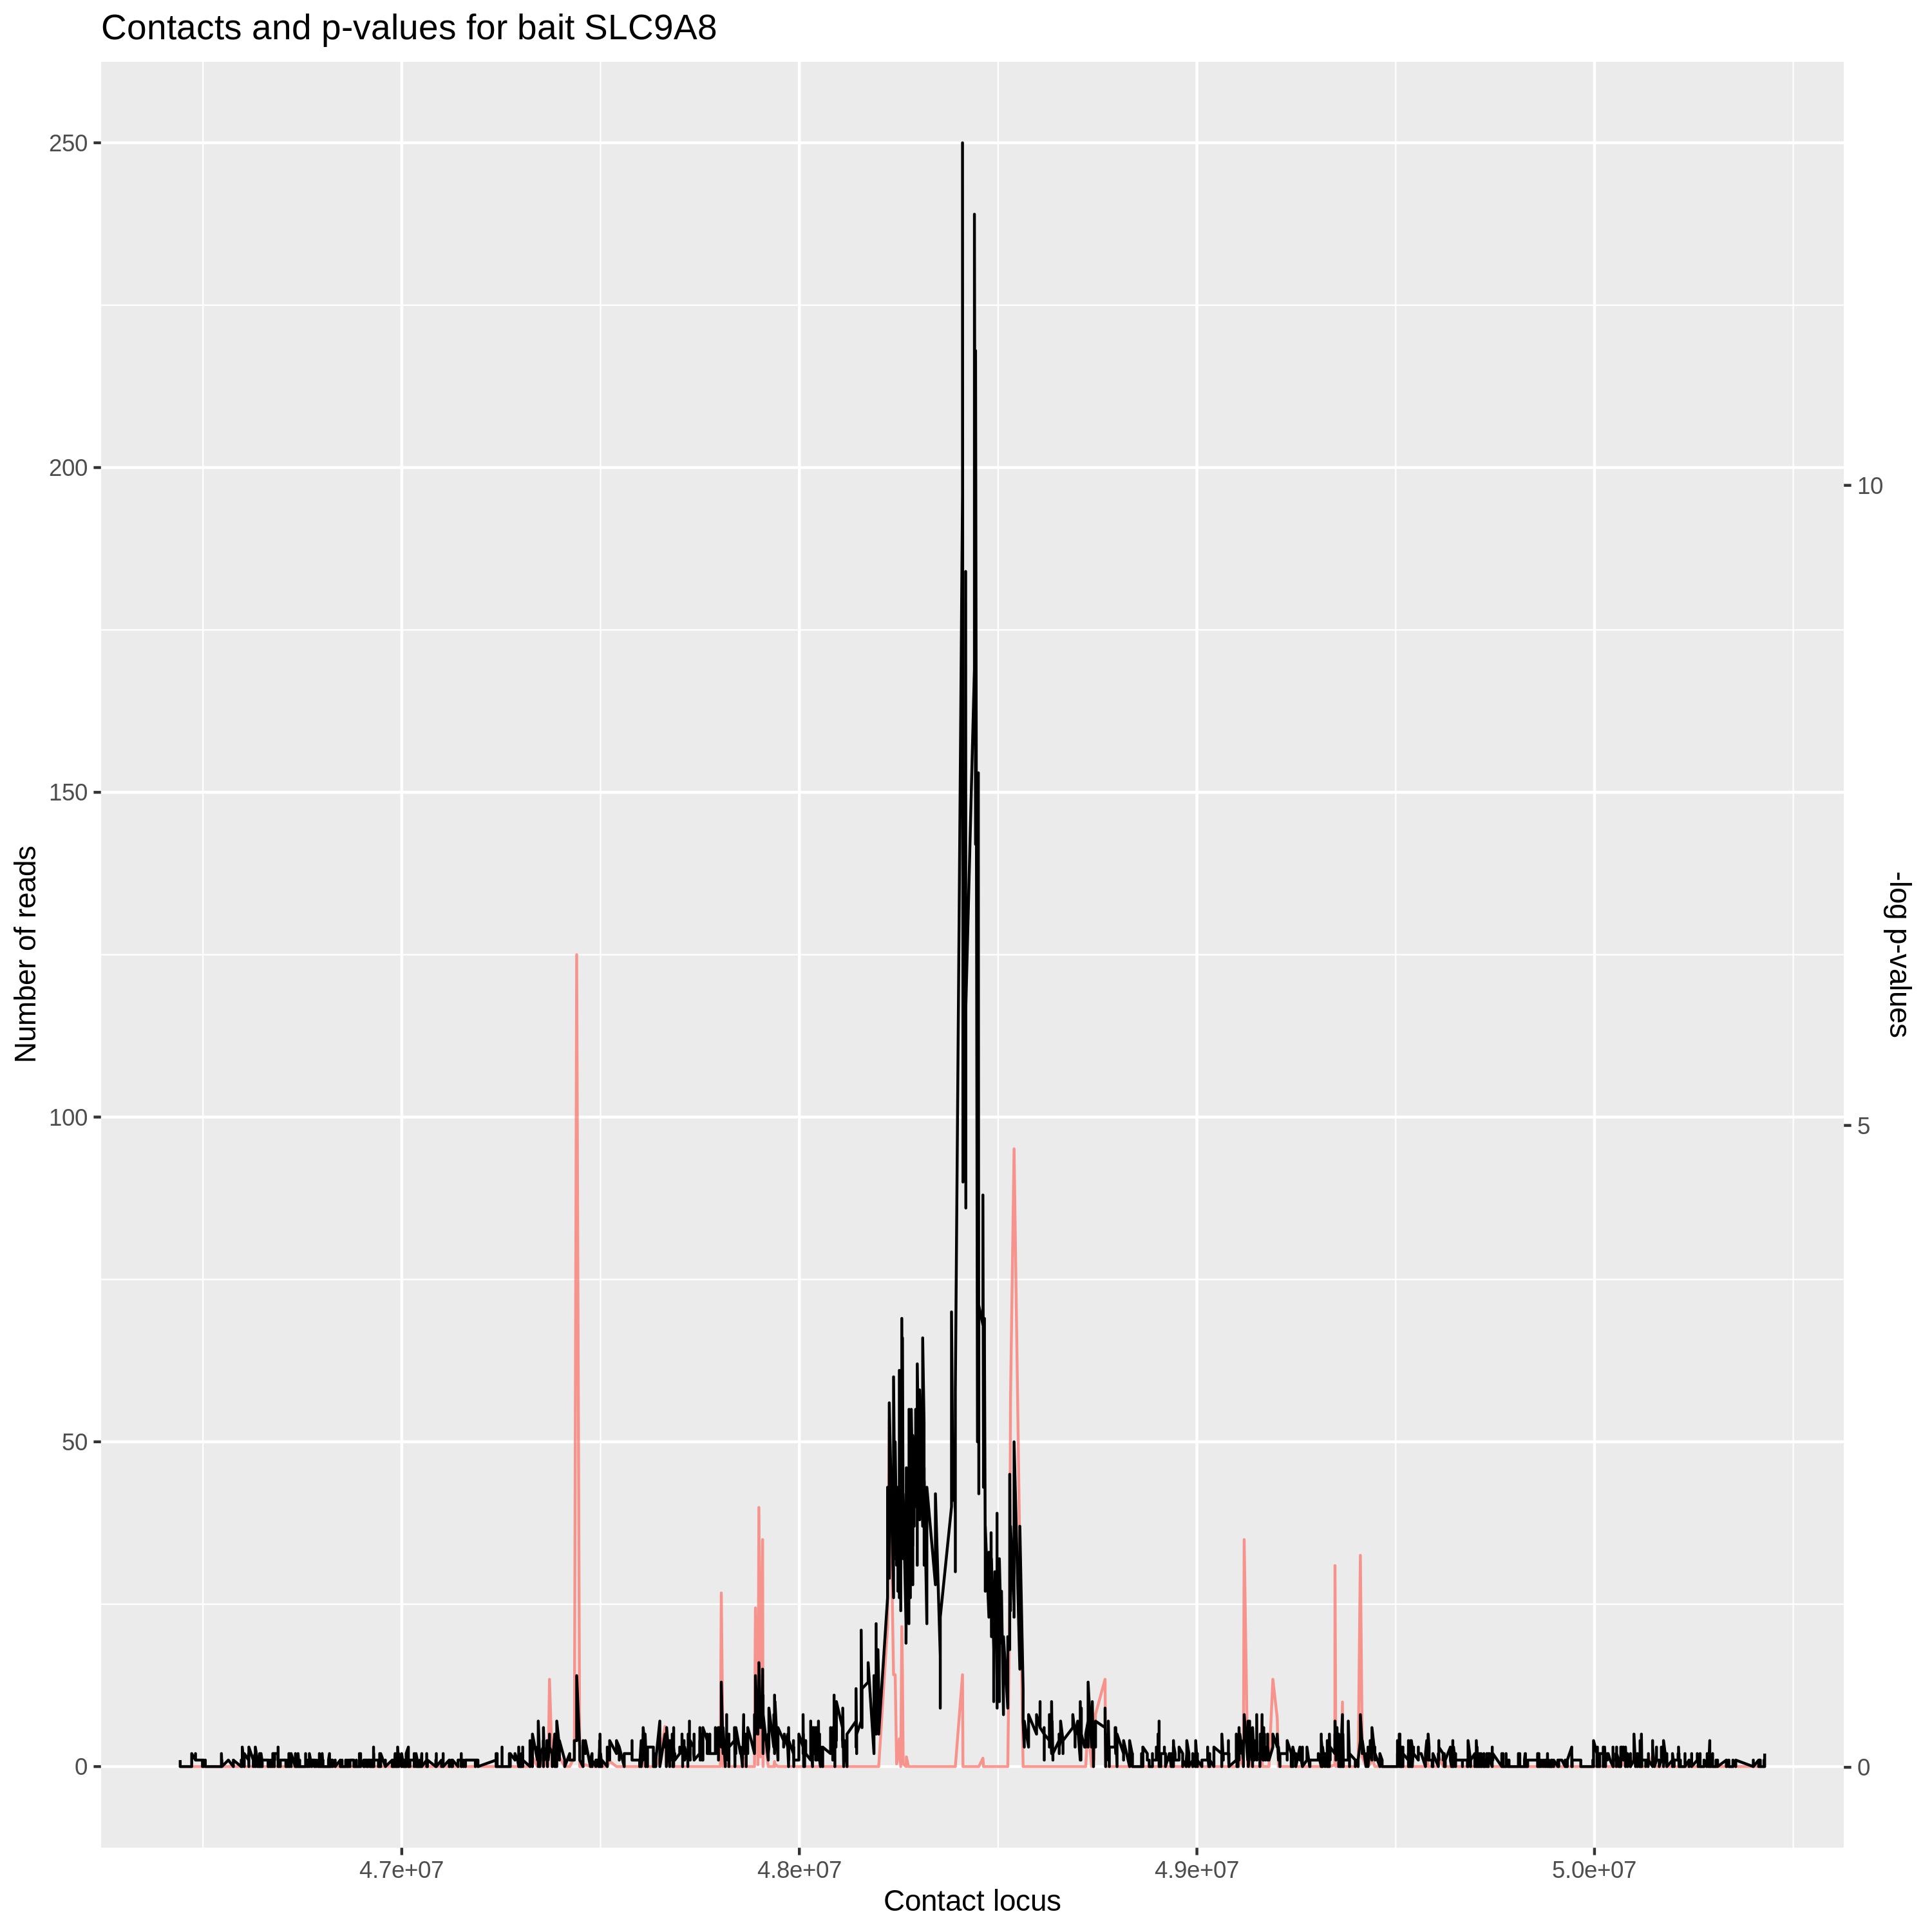 Contacts and p-values for bait SLC9A8
250
200
150
100
50
0
Number of reads
10
5
0
-log p-values
4.7e+07
4.8e+07
4.9e+07
5.0e+07
Contact locus